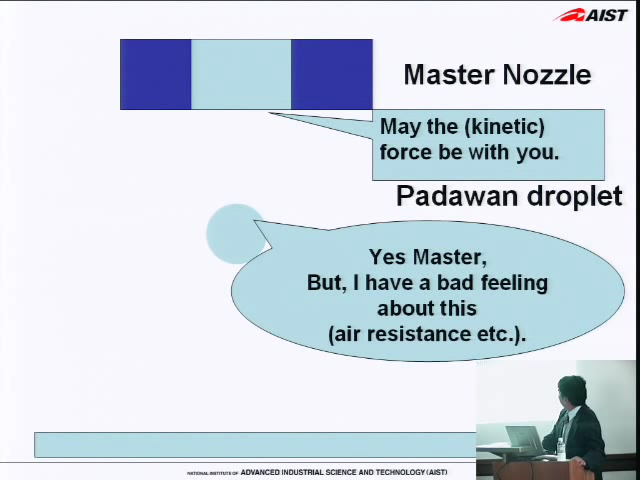 AIST
Master Nozzle
May the (kinetic)
force be with you.
Padawan droplet
Yes Master,
But, I have a bad feeling
about this
(air resistance etc.).
NATIONAL INSTITUTE OF ADVANCED INDUSTRIAL SCIENCE AND TECHNOLOGY (AIST)